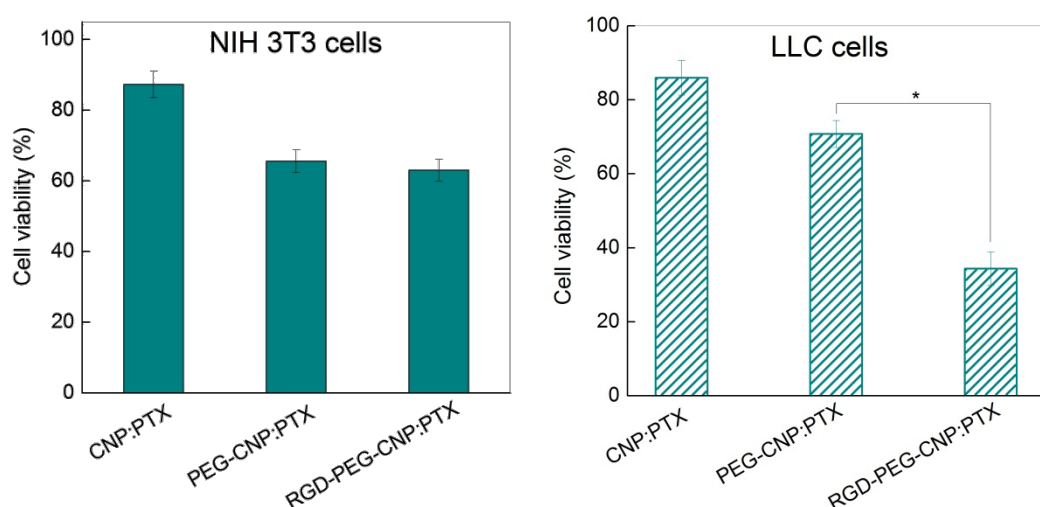 NIH 3T3 cells
Cell viability (%)
100
80
60
40
20
0
CNP:PTX
PEG-CNP:PTX
RGD-PEG-CNP:PTX
LLC cells
Cell viability (%)
100
80
60
40
20
0
*
CNP:PTX
PEG-CNP:PTX
RGD-PEG-CNP:PTX